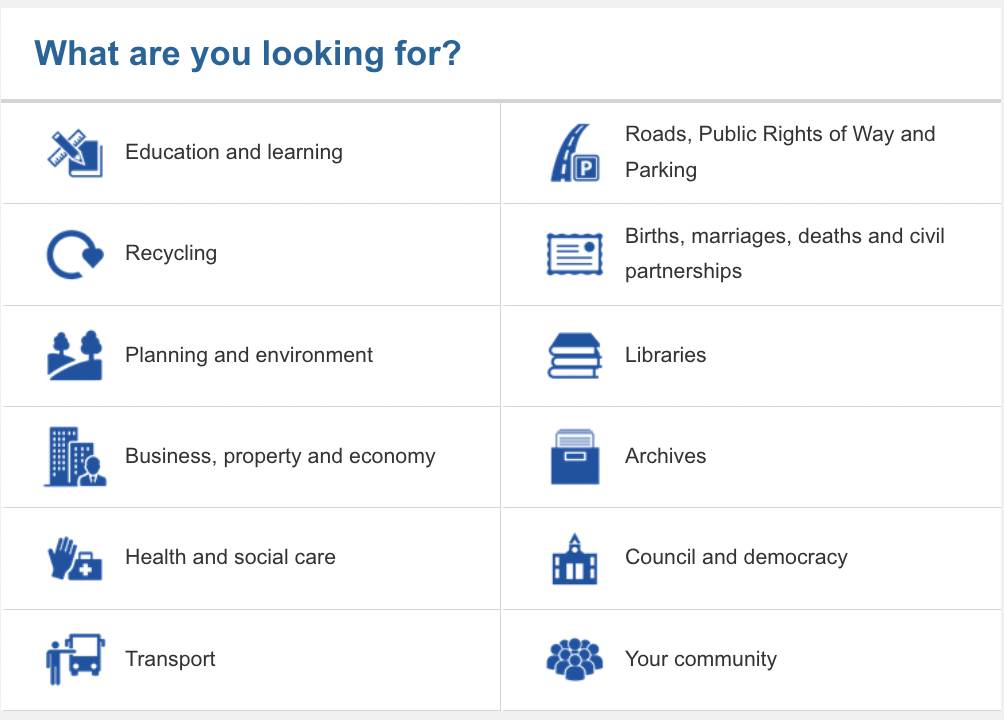 What are you looking for?
Education and learning
Roads, Public Rights of Way and
Parking
P
Recycling
Births, marriages, deaths and civil
partnerships
Planning and environment
Libraries
Business, property and economy
Archives
Health and social care
Council and democracy
Transport
Your community